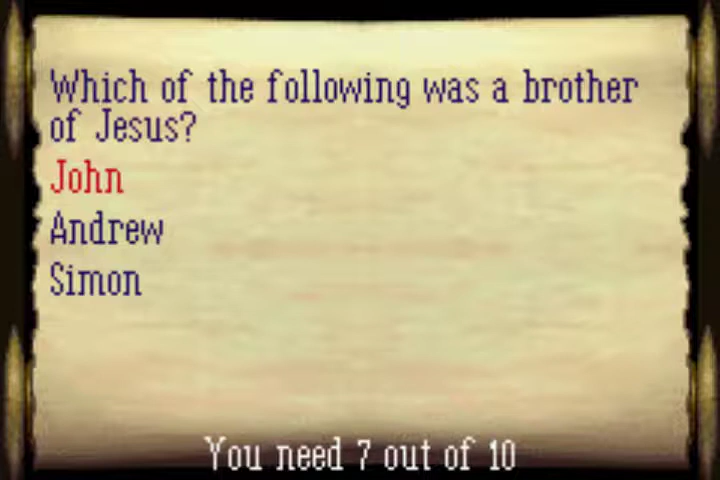 Which of the following was a brother
of Jesus?
John
Andrew
Simon
You need 7 out of 10